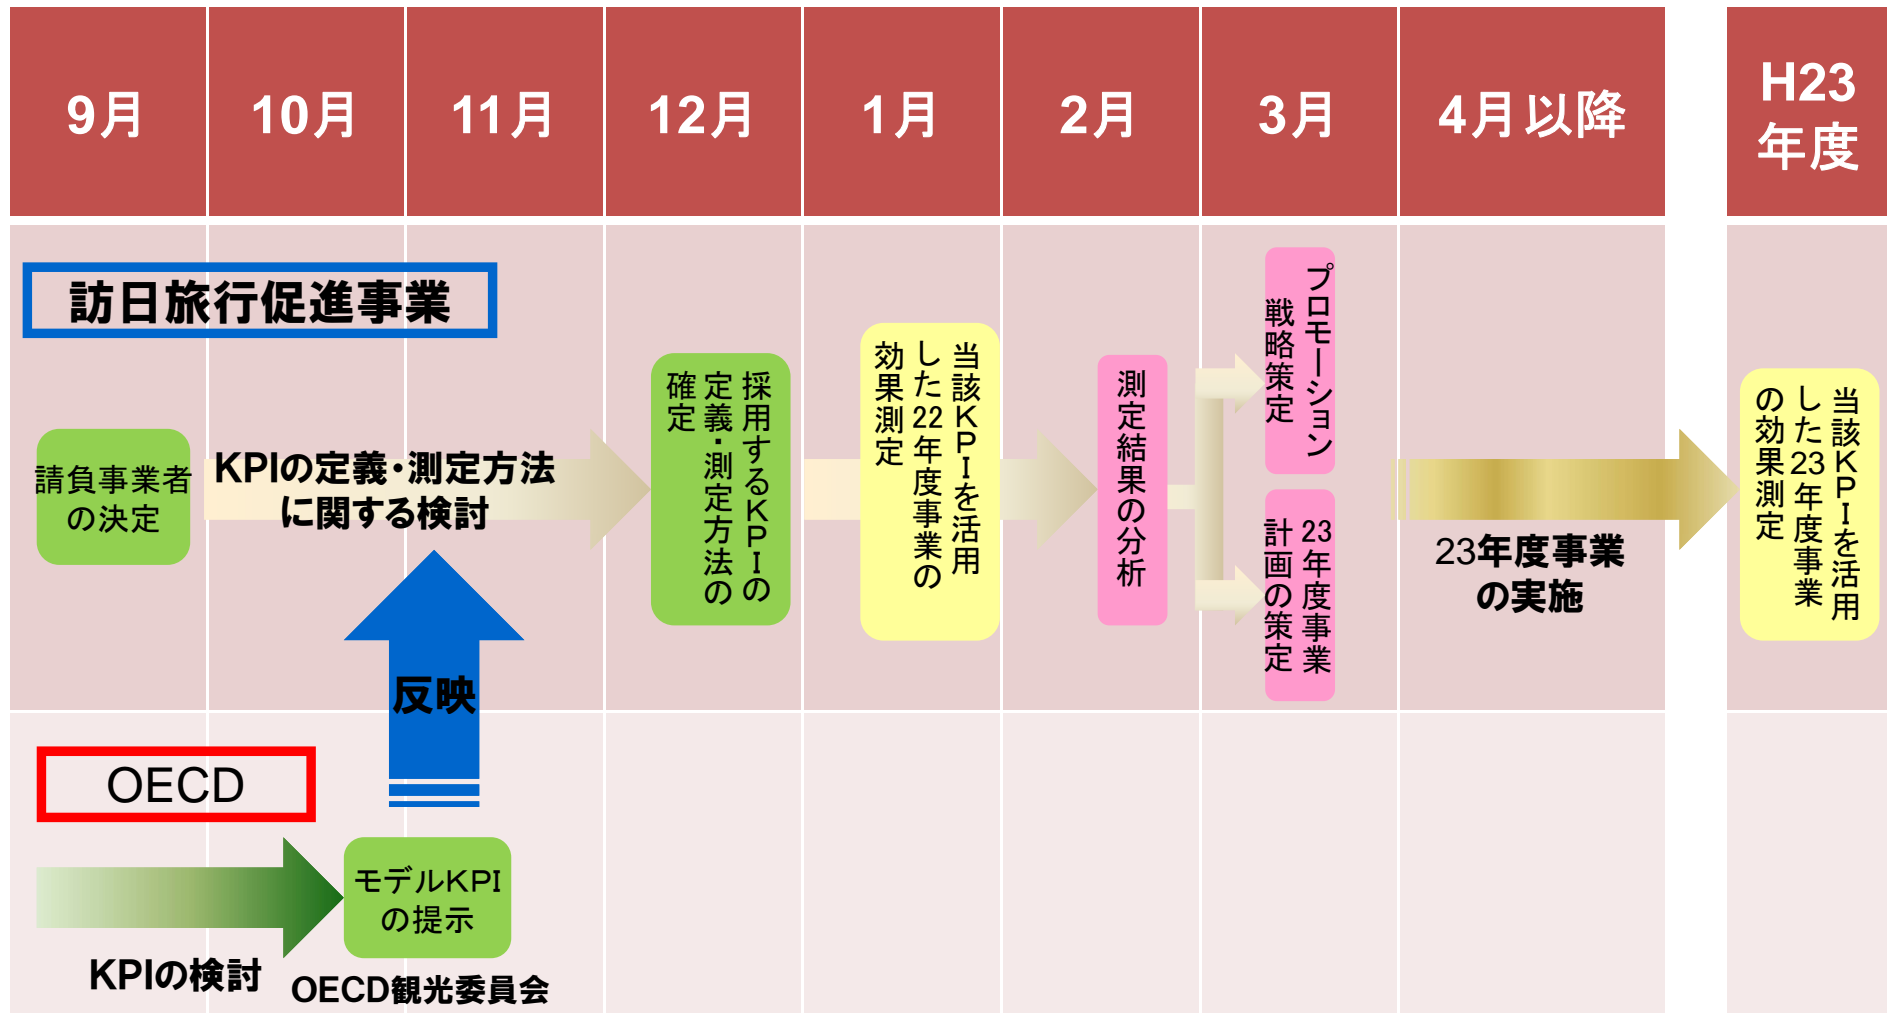 9月
10月
11月
12月
1月
2月
3月
4月以降
H23
年度
訪日旅行促進事業
請負事業者
の決定
KPIの定義・測定方法
に関する検討
採用するKPIの
定義・測定方法の
確定
当該KPIを活用
した22年度事業の
効果測定
測定結果の分析
プロモーション
戦略策定
23年度事業
計画の策定
23年度事業
の実施
当該KPIを活用
した23年度事業
の効果測定
反映
OECD
モデルKPI
の提示
KPIの検討
OECD観光委員会